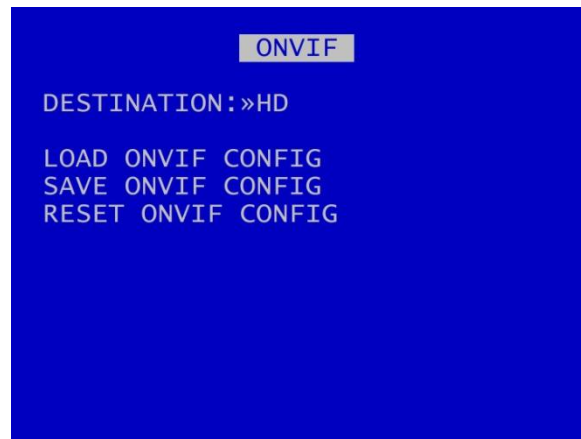 ONVIF
DESTINATION:»HD
LOAD ONVIF CONFIG
SAVE ONVIF CONFIG
RESET ONVIF CONFIG